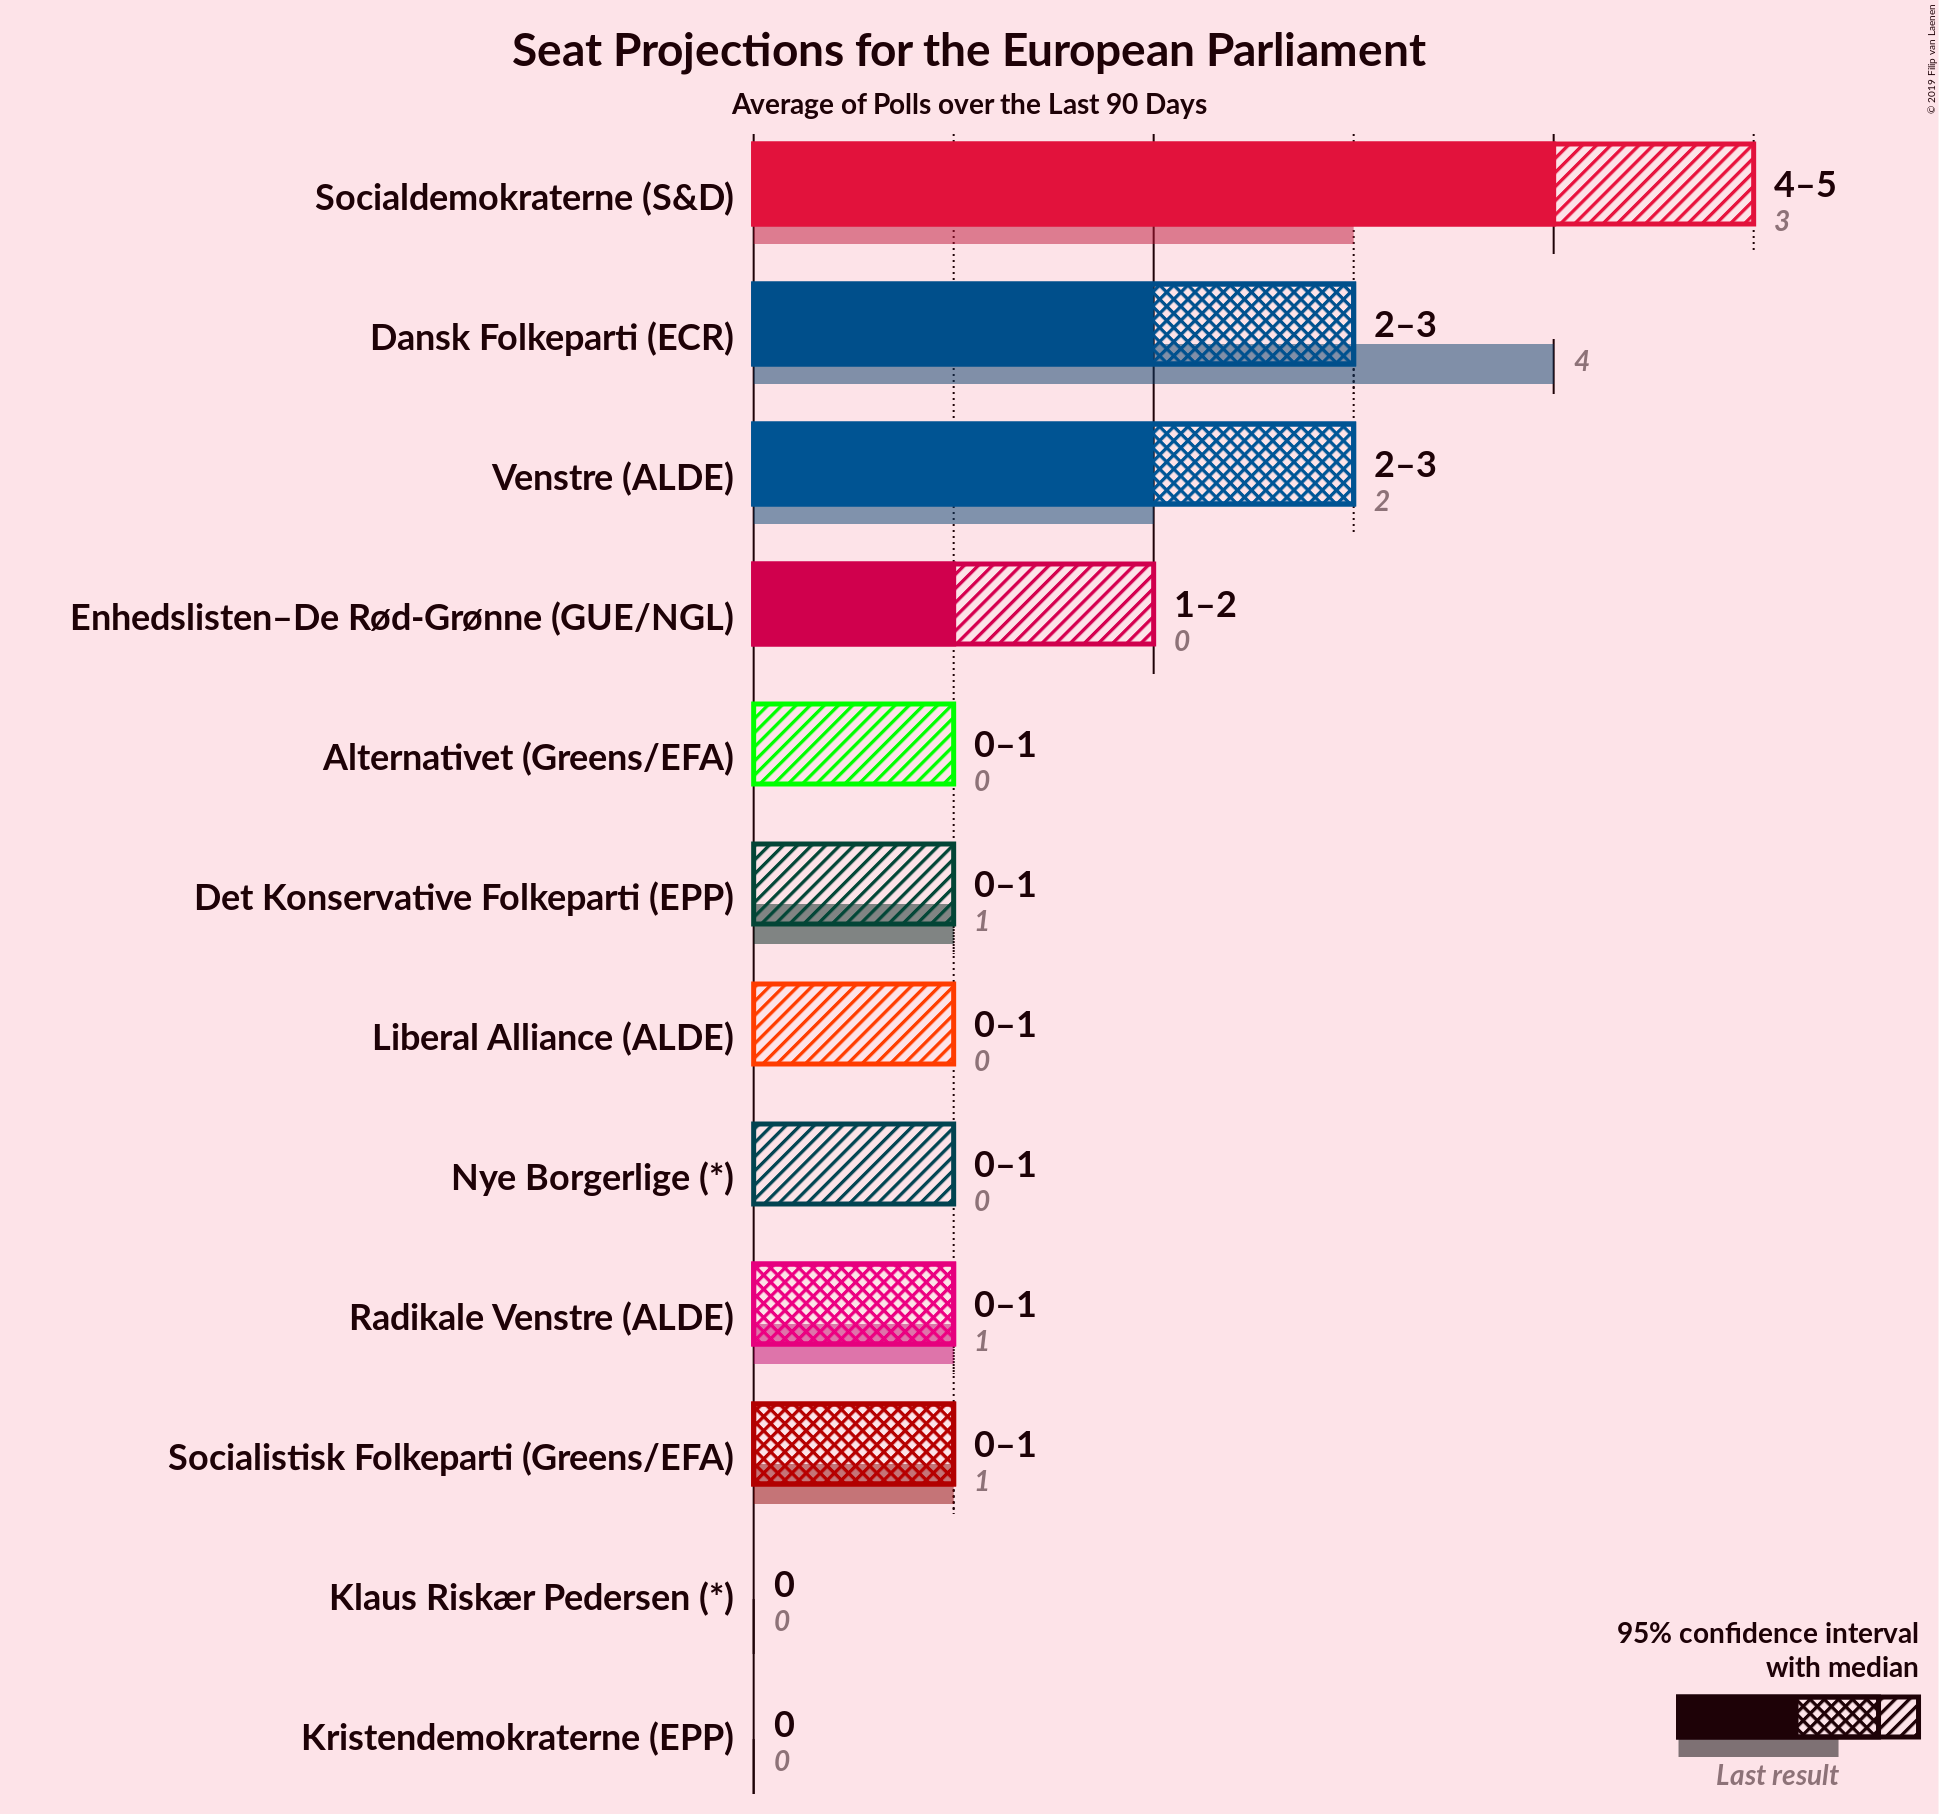 Seat Projections for the European Parliament
Average of Polls over the Last 90 Days
© 2019 Filip van Laenen
Socialdemokraterne (S&D)
4–5
3
Dansk Folkeparti (ECR)
2–3
4
Venstre (ALDE)
2–3
2
Enhedslisten–De Rød-Grønne (GUE/NGL)
1–2
0
Alternativet (Greens/EFA)
0–1
0
Det Konservative Folkeparti (EPP)
0–1
1
Liberal Alliance (ALDE)
0–1
0
Nye Borgerlige (*)
0–1
0
Radikale Venstre (ALDE)
0–1
1
Socialistisk Folkeparti (Greens/EFA)
0–1
1
Klaus Riskær Pedersen (*)
0
0
Kristendemokraterne (EPP)
0
0
95% confidence interval
with median
Last result